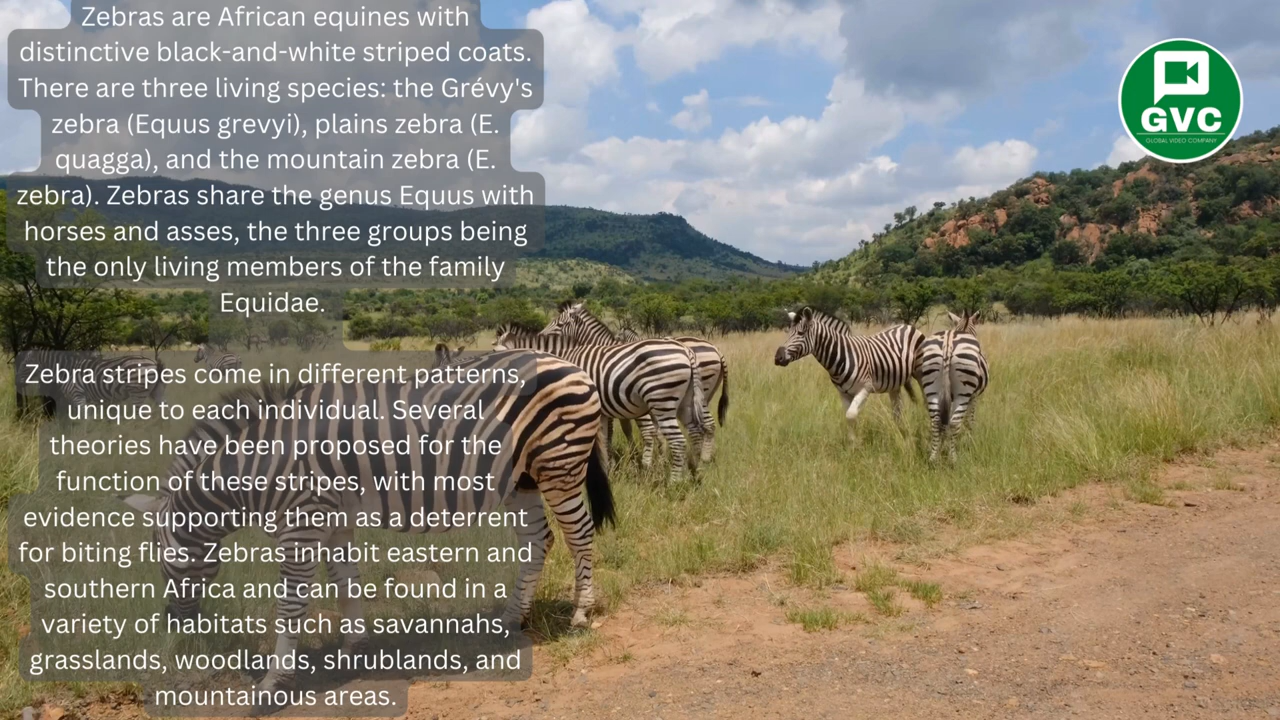 Zebras are African equines with
distinctive black-and-white striped coats.
There are three living species: the Grévy's
zebra (Equus grevyi), plains zebra (E.
quagga), and the mountain zebra (E.
zebra). Zebras share the genus Equus with
horses and asses, the three groups being
the only living members of the family
Equidae.
Zebra stripes come in different patterns,
unique to each individual. Several
theories have been proposed for the
function of these stripes, with most
evidence supporting them as a deterrent
for biting flies. Zebras inhabit eastern and
southern Africa and can be found in a
variety of habitats such as savannahs,
grasslands, woodlands, shrublands, and
mountainous areas.
GVC
GLOBAL VIDEO COMPANY